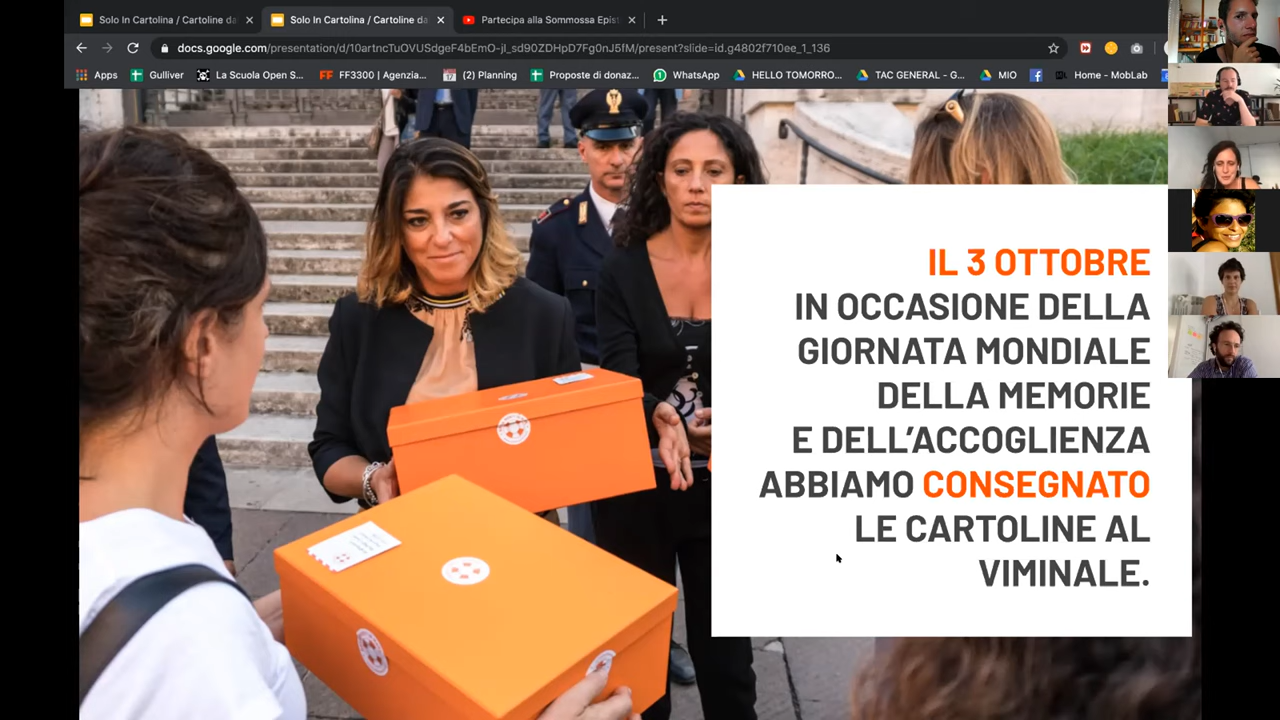 Solo In Cartolina / Cartoline da
Solo In Cartolina / Cartoline da
Partecipa alla Sommossa Epist
docs.google.com/presentation/d/10artncTuOVUSdgeF4bEmO-jI_sd90ZDHpD7Fg0nJ5fM/present?slide=id.g4802f710ee_1_136
Apps
Gulliver
La Scuola Open S...
FF3300 | Agenzia...
(2) Planning
Proposte di donaz...
WhatsApp
HELLO TOMORRO...
TAC GENERAL - G...
MIO
Home - MobLab
IL 3 OTTOBRE
IN OCCASIONE DELLA
GIORNATA MONDIALE
DELLA MEMORIE
E DELL’ACCOGLIENZA
ABBIAMO CONSEGNATO
LE CARTOLINE AL
VIMINALE.